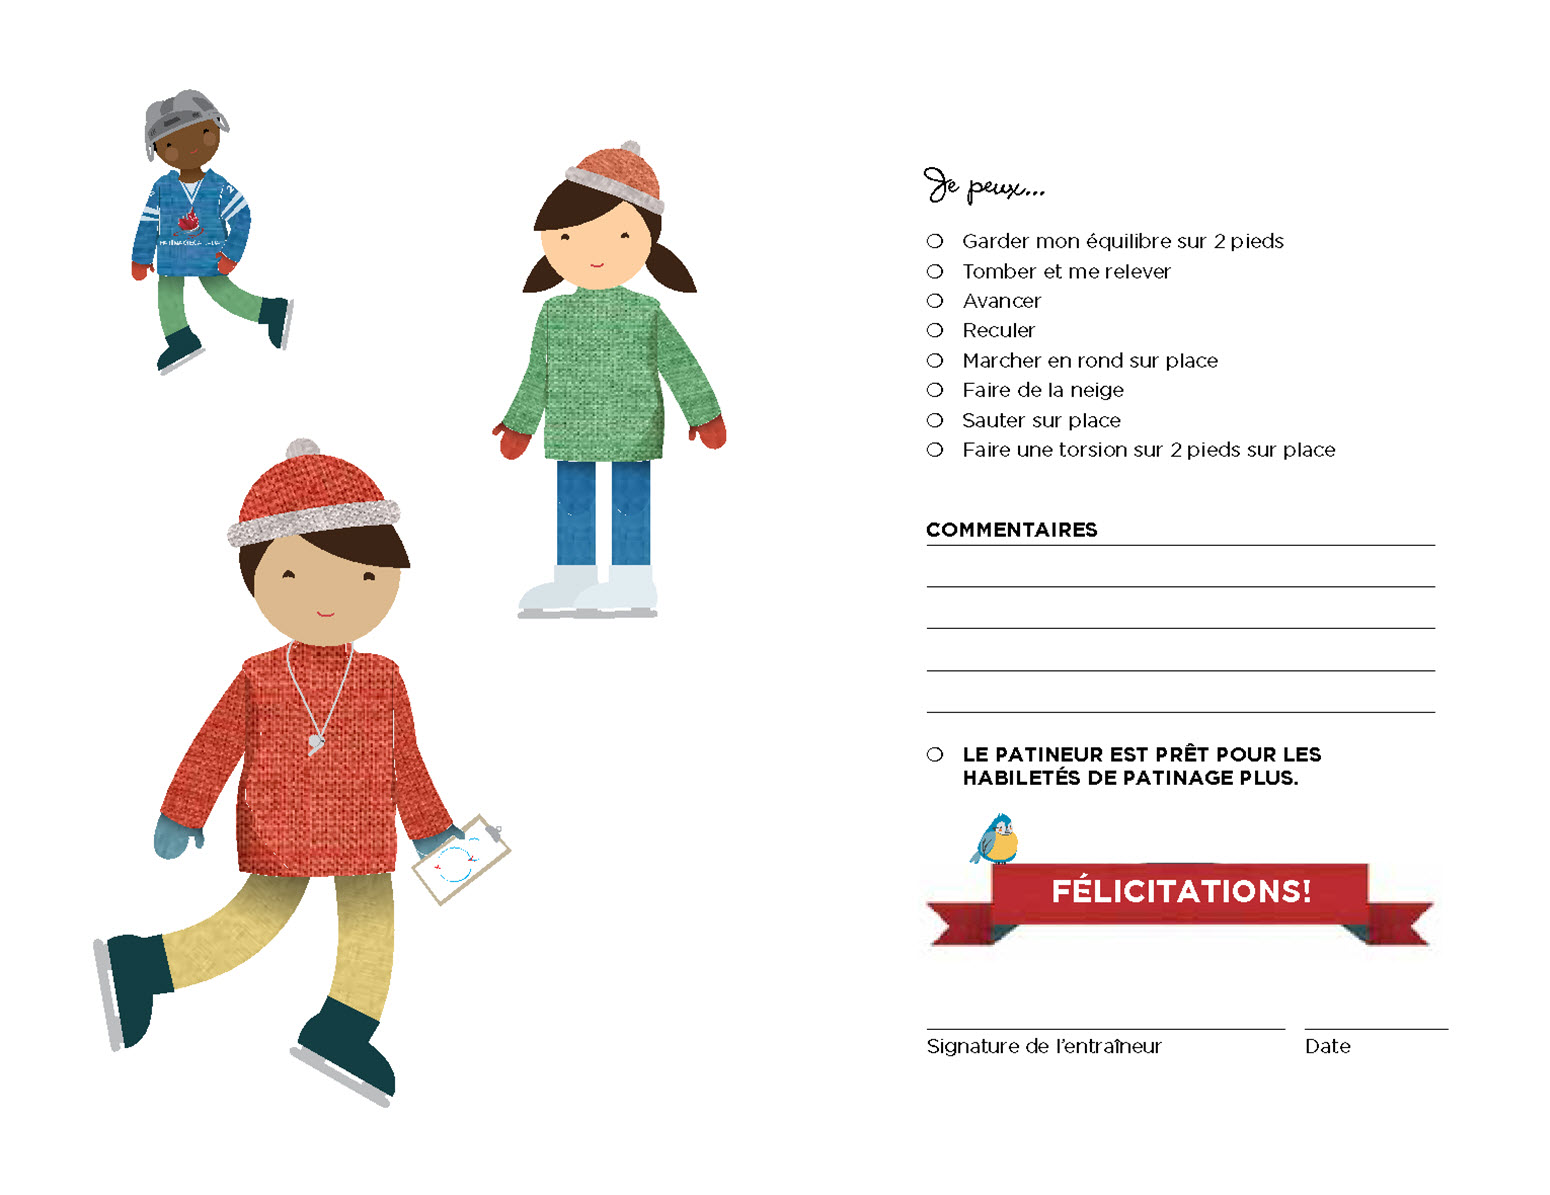 Je peux...
Garder mon équilibre sur 2 pieds
Tomber et me relever
Avancer
Reculer
Marcher en rond sur place
Faire de la neige
Sauter sur place
Faire une torsion sur 2 pieds sur place
COMMENTAIRES
LE PATINEUR EST PRÊT POUR LES
HABILETÉS DE PATINAGE PLUS.
FÉLICITATIONS!
Signature de l'entraîneur
Date